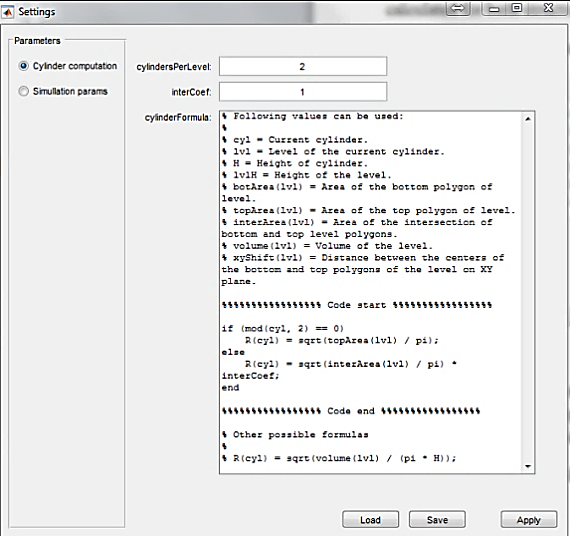 Settings
Parameters
Cylinder computation
Simullation params
cylindersPerLevel:
2
interCoef:
1
cylinderFormula:
% Following values can be used:
%
% cyl = Current cylinder.
% lvl = Level of the current cylinder.
% H = Height of cylinder.
% lvlH = Height of the level.
% botArea(lvl) = Area of the bottom polygon of
level.
% topArea(lvl) = Area of the top polygon of level.
% interArea(lvl) = Area of the intersection of
bottom and top level polygons.
% volume(lvl) = Volume of the level.
% xyShift(lvl) = Distance between the centers of
the bottom and top polygons of the level on XY
plane.
%%%%%%%%%%%%%%%%% Code start %%%%%%%%%%%%%%%%%
if (mod(cyl, 2) == 0)
R(cyl) = sqrt(topArea(lvl) / pi);
else
R(cyl) = sqrt(interArea(lvl) / pi) *
interCoef;
end
%%%%%%%%%%%%%%%%% Code end %%%%%%%%%%%%%%%%%
% Other possible formulas
%
% R(cyl) = sqrt(volume(lvl) / (pi * H));
Load
Save
Apply